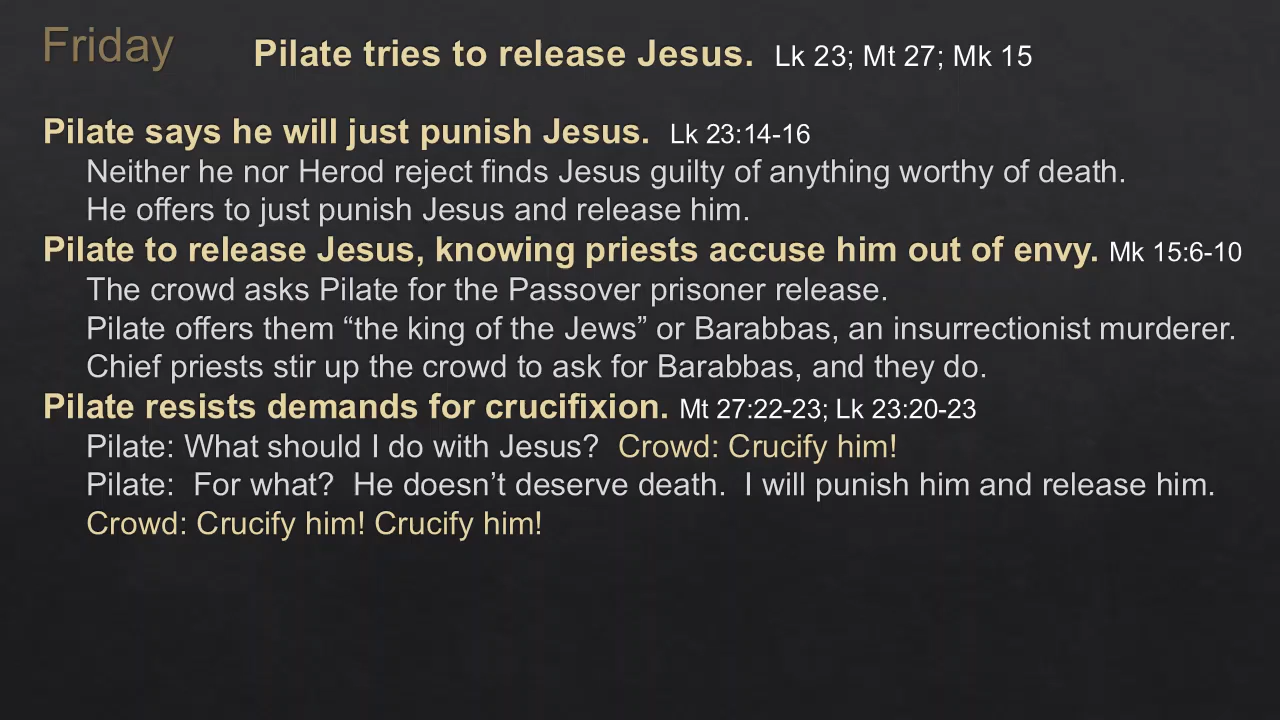 Friday
Pilate tries to release Jesus. Lk 23; Mt 27; Mk 15
Pilate says he will just punish Jesus. Lk 23:14-16
Neither he nor Herod reject finds Jesus guilty of anything worthy of death.
He offers to just punish Jesus and release him.
Pilate to release Jesus, knowing priests accuse him out of envy. Mk 15:6-10
The crowd asks Pilate for the Passover prisoner release.
Pilate offers them “the king of the Jews” or Barabbas, an insurrectionist murderer.
Chief priests stir up the crowd to ask for Barabbas, and they do.
Pilate resists demands for crucifixion. Mt 27:22-23; Lk 23:20-23
Pilate: What should I do with Jesus? Crowd: Crucify him!
Pilate: For what? He doesn’t deserve death. I will punish him and release him.
Crowd: Crucify him! Crucify him!